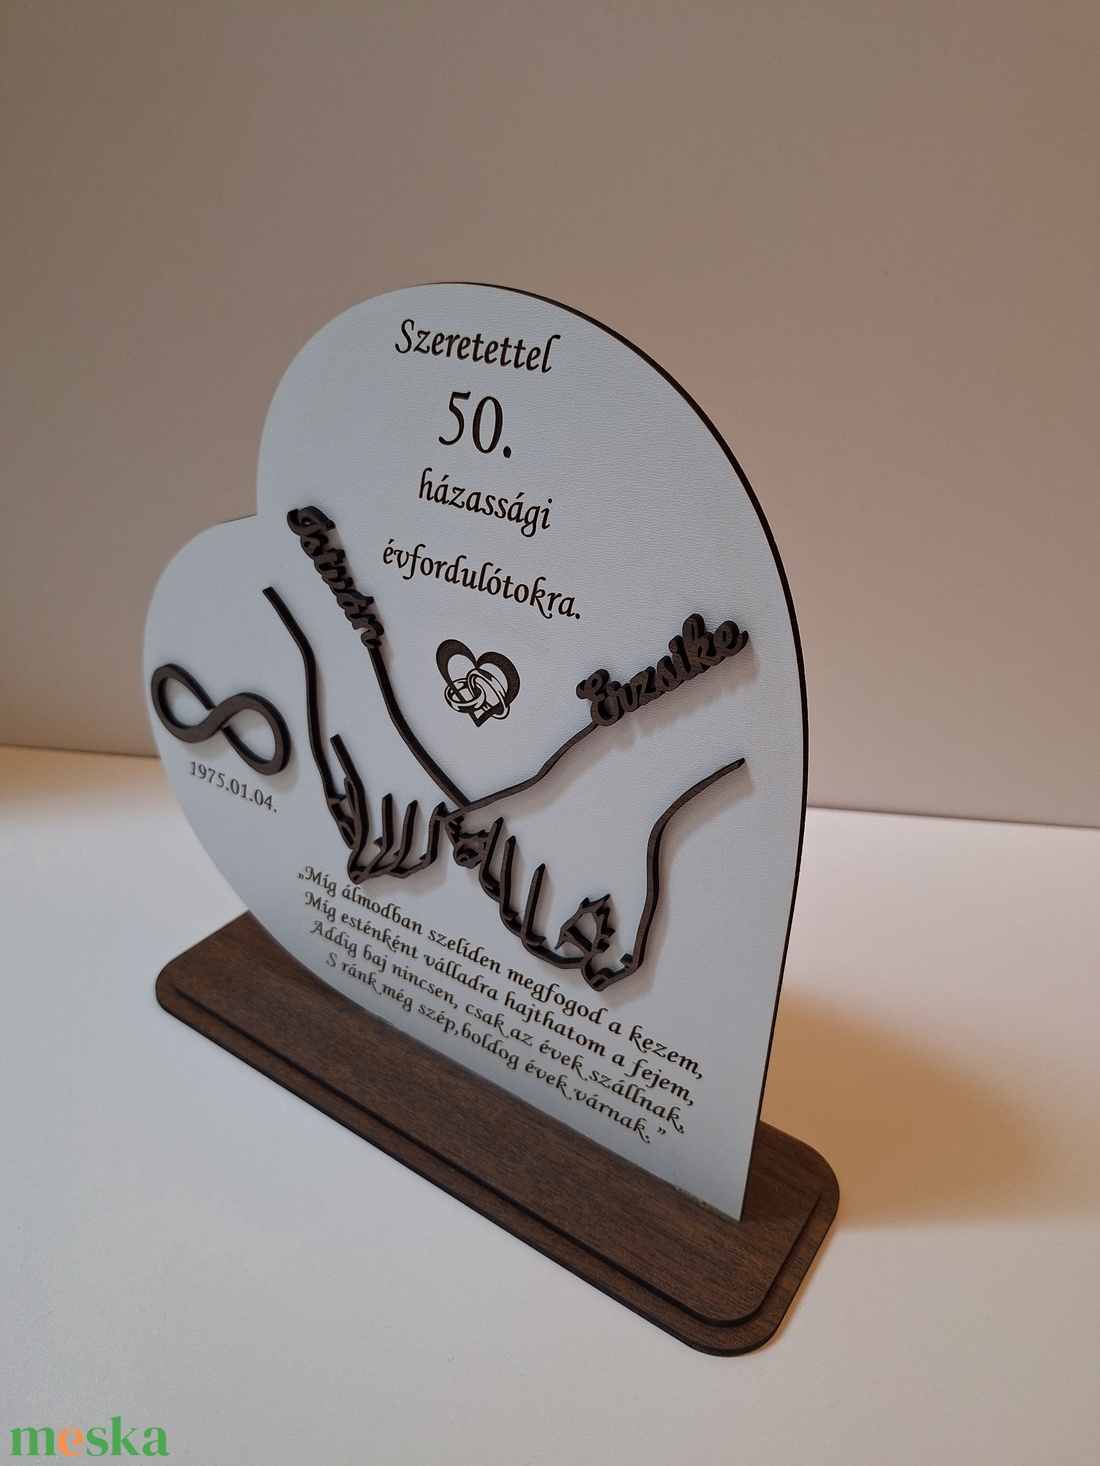 Szeretettel
50.
házassági
évfordulótokra.
István
Erzsike
1975.01.04.
„Míg álmodban szelíden megfogod a kezem,
Míg esténként válladra hajthatom a fejem,
Addig baj nincsen, csak az évek szállnak,
S ránk még szép,boldog évek várnak.”
meska